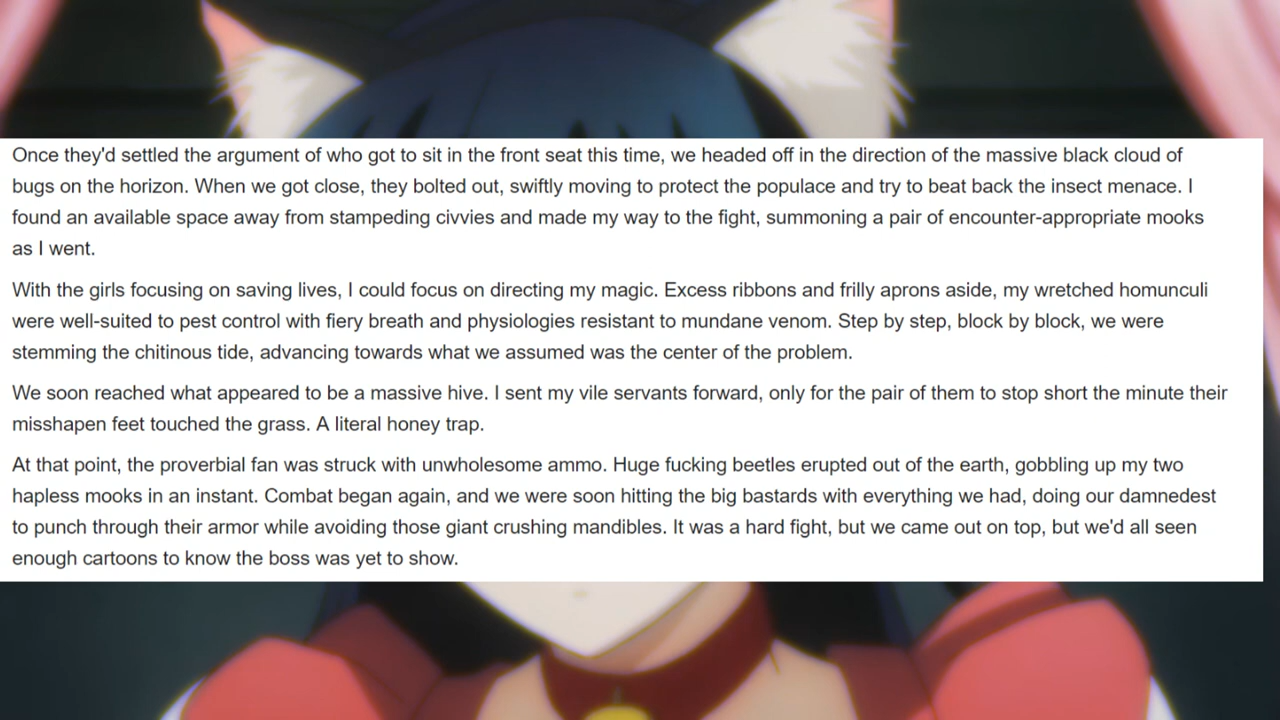 Once they'd settled the argument of who got to sit in the front seat this time, we headed off in the direction of the massive black cloud of
bugs on the horizon. When we got close, they bolted out, swiftly moving to protect the populace and try to beat back the insect menace. I
found an available space away from stampeding civvies and made my way to the fight, summoning a pair of encounter-appropriate mooks
as I went.
With the girls focusing on saving lives, I could focus on directing my magic. Excess ribbons and frilly aprons aside, my wretched homunculi
were well-suited to pest control with fiery breath and physiologies resistant to mundane venom. Step by step, block by block, we were
stemming the chitinous tide, advancing towards what we assumed was the center of the problem.
We soon reached what appeared to be a massive hive. I sent my vile servants forward, only for the pair of them to stop short the minute their
misshapen feet touched the grass. A literal honey trap.
At that point, the proverbial fan was struck with unwholesome ammo. Huge fucking beetles erupted out of the earth, gobbling up my two
hapless mooks in an instant. Combat began again, and we were soon hitting the big bastards with everything we had, doing our damnedest
to punch through their armor while avoiding those giant crushing mandibles. It was a hard fight, but we came out on top, but we'd all seen
enough cartoons to know the boss was yet to show.